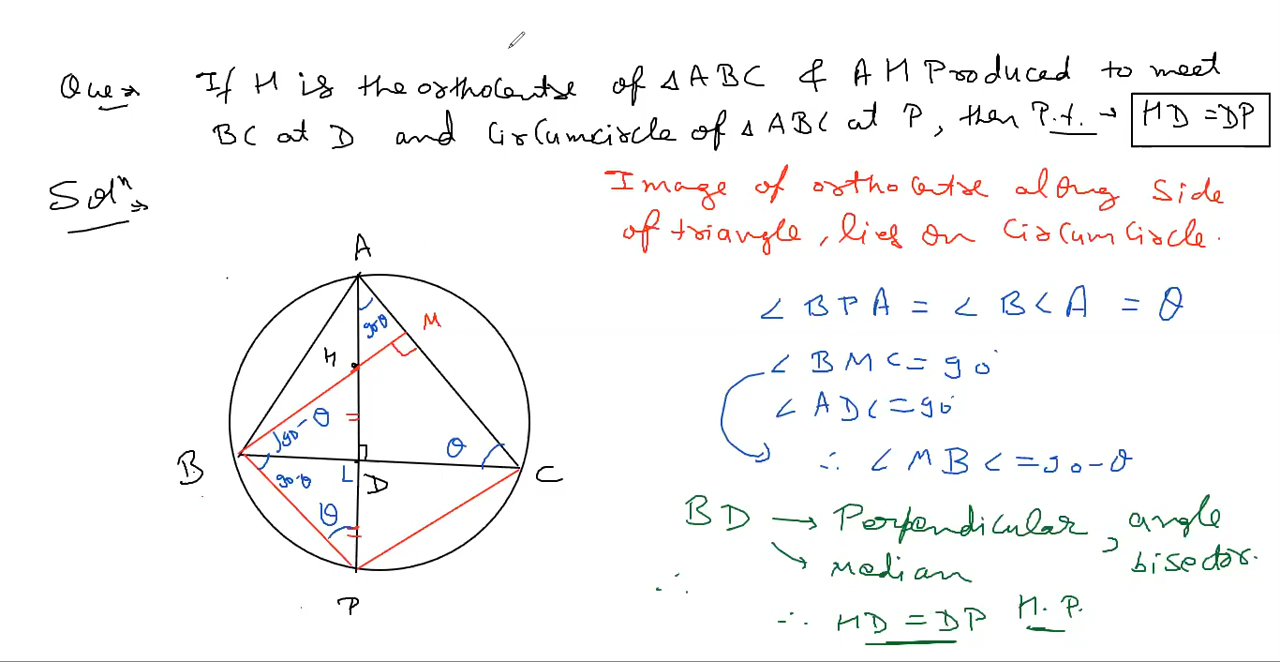 Que⇒ If H is the orthocentre of △ABC & AH Produced to meet
BC at D and Circumcircle of △ABC at P, then P.t. → HD = DP
Solⁿ⇒
Image of orthocentre along side
of triangle, lies on CircumCircle.
A
M
90-θ
H
90-θ
B
θ
C
90-θ
L
D
θ
P
∠BPA = ∠BCA = θ
∠BMC = 90°
∠ADC = 90°
∴ ∠MBC = 90-θ
BD → Perpendicular, angle
bisector.
→ median
∴
∴ HD = DP H.P.